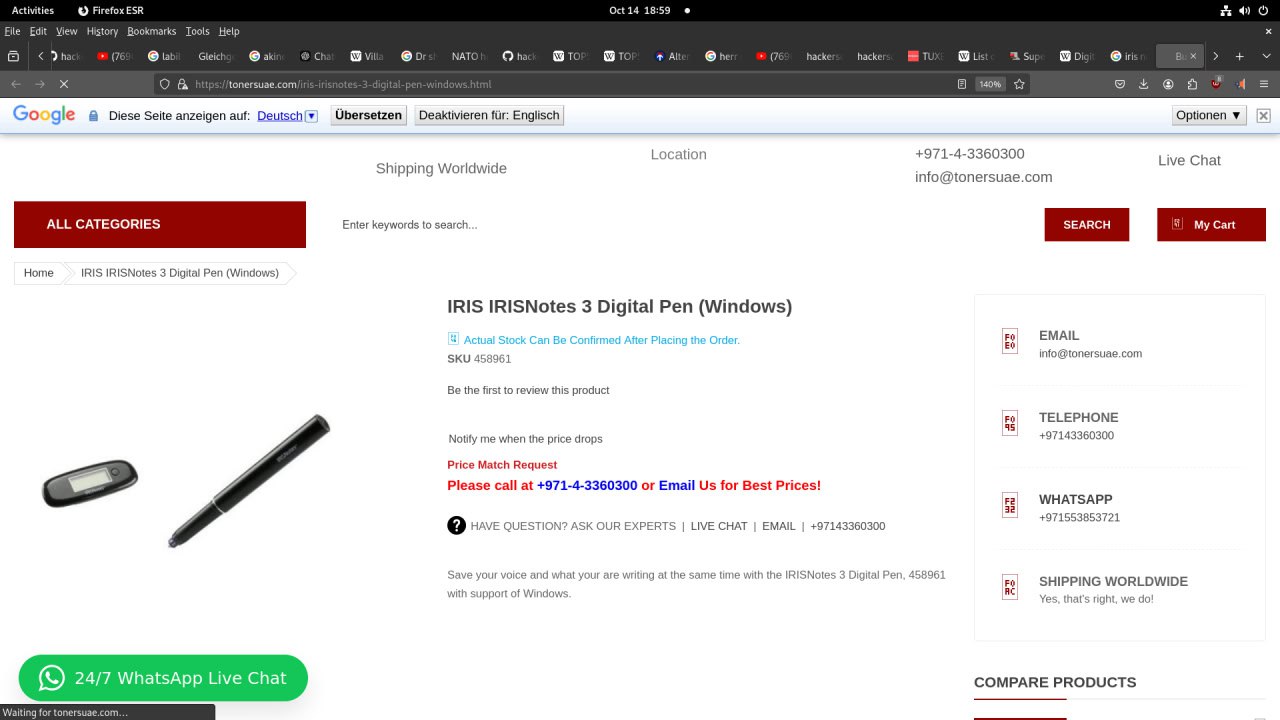 Activities
Firefox ESR
Oct 14 18:59
File Edit View History Bookmarks Tools Help
hack
(769
labil
Gleichge
akin
Chat
Villa
Dr s
NATO h
hack
TOP
TOP
Alter
herr
(769
hackers
hackers
TUXE
List o
Supe
Digit
iris n
Bu
https://tonersuae.com/iris-irisnotes-3-digital-pen-windows.html
140%
8
Google
Diese Seite anzeigen auf: Deutsch
Übersetzen
Deaktivieren für: Englisch
Optionen ▼
Shipping Worldwide
Location
+971-4-3360300
info@tonersuae.com
Live Chat
ALL CATEGORIES
Enter keywords to search...
SEARCH
My Cart
Home
IRIS IRISNotes 3 Digital Pen (Windows)
IRIS IRISNotes 3 Digital Pen (Windows)
Actual Stock Can Be Confirmed After Placing the Order.
SKU 458961
Be the first to review this product
Notify me when the price drops
Price Match Request
Please call at +971-4-3360300 or Email Us for Best Prices!
HAVE QUESTION? ASK OUR EXPERTS | LIVE CHAT | EMAIL | +97143360300
Save your voice and what your are writing at the same time with the IRISNotes 3 Digital Pen, 458961
with support of Windows.
EMAIL
info@tonersuae.com
TELEPHONE
+97143360300
WHATSAPP
+971553853721
SHIPPING WORLDWIDE
Yes, that's right, we do!
COMPARE PRODUCTS
24/7 WhatsApp Live Chat
Waiting for tonersuae.com…